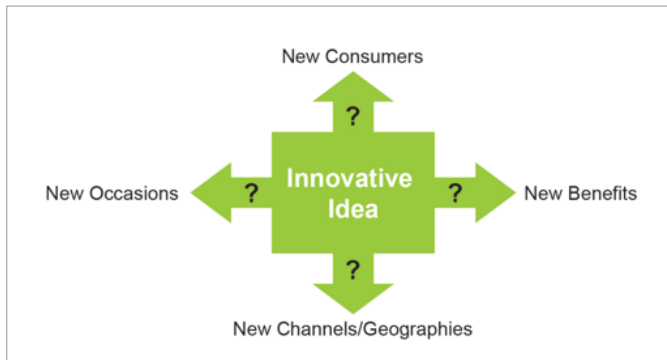 New Consumers
?
New Occasions
?
Innovative
Idea
?
New Benefits
?
New Channels/Geographies